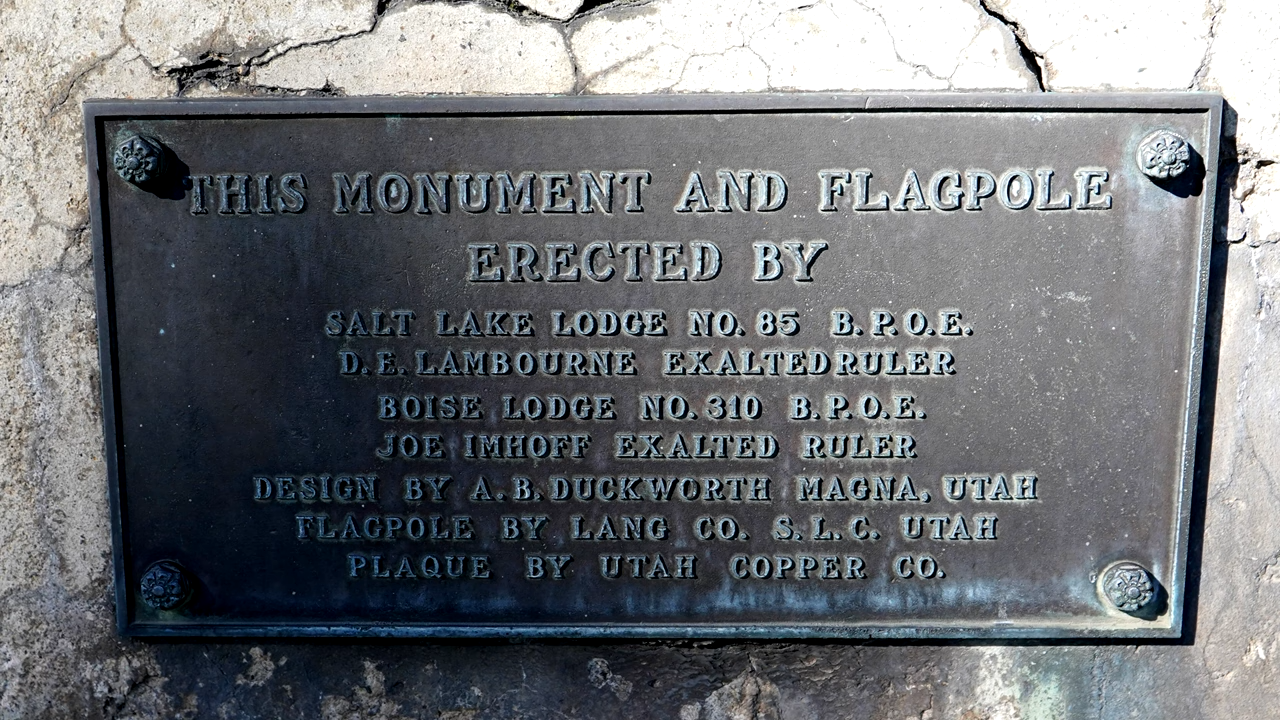 THIS MONUMENT AND FLAGPOLE
ERECTED BY
SALT LAKE LODGE NO. 85 B.P.O.E.
D.E. LAMBOURNE EXALTED RULER
BOISE LODGE NO. 310 B.P.O.E.
JOE IMHOFF EXALTED RULER
DESIGN BY A.B. DUCKWORTH MAGNA, UTAH
FLAGPOLE BY LANG CO. S.L.C. UTAH
PLAQUE BY UTAH COPPER CO.